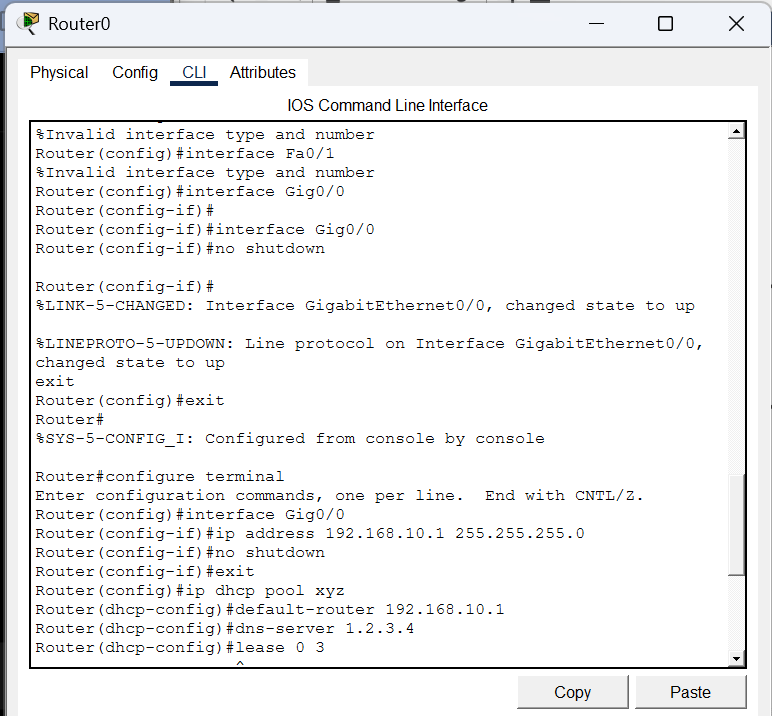 Router0
Physical Config CLI Attributes
IOS Command Line Interface
%Invalid interface type and number
Router(config)#interface Fa0/1
%Invalid interface type and number
Router(config)#interface Gig0/0
Router(config-if)#
Router(config-if)#interface Gig0/0
Router(config-if)#no shutdown
Router(config-if)#
%LINK-5-CHANGED: Interface GigabitEthernet0/0, changed state to up
%LINEPROTO-5-UPDOWN: Line protocol on Interface GigabitEthernet0/0,
changed state to up
exit
Router(config)#exit
Router#
%SYS-5-CONFIG_I: Configured from console by console
Router#configure terminal
Enter configuration commands, one per line.  End with CNTL/Z.
Router(config)#interface Gig0/0
Router(config-if)#ip address 192.168.10.1 255.255.255.0
Router(config-if)#no shutdown
Router(config-if)#exit
Router(config)#ip dhcp pool xyz
Router(dhcp-config)#default-router 192.168.10.1
Router(dhcp-config)#dns-server 1.2.3.4
Router(dhcp-config)#lease 0 3
^
Copy Paste